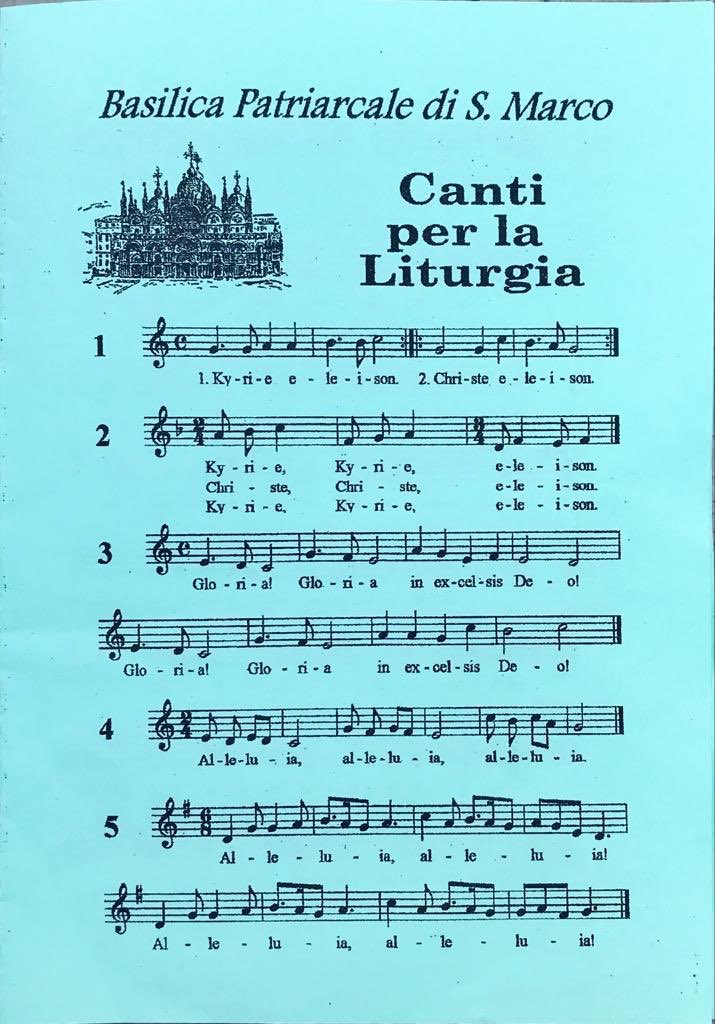 Basilica Patriarcale di S. Marco
Canti
per la
Liturgia
1
1. Ky-ri-e e - le - i - son. 2. Chri-ste e - le - i - son.
2
Ky - ri - e, Ky - ri - e, e - le - i - son.
Chri - ste, Chri - ste, e - le - i - son.
Ky - ri - e, Ky - ri - e, e - le - i - son.
3
Glo - ri - a! Glo - ri - a in ex-cel-sis De - o!
Glo - ri - a! Glo - ri - a in ex - cel - sis De - o!
4
Al-le-lu - ia, al-le-lu - ia, al-le-lu - ia.
5
Al - le - lu - ia, al - le - lu - ia!
Al - le - lu - ia, al - le - lu - ia!